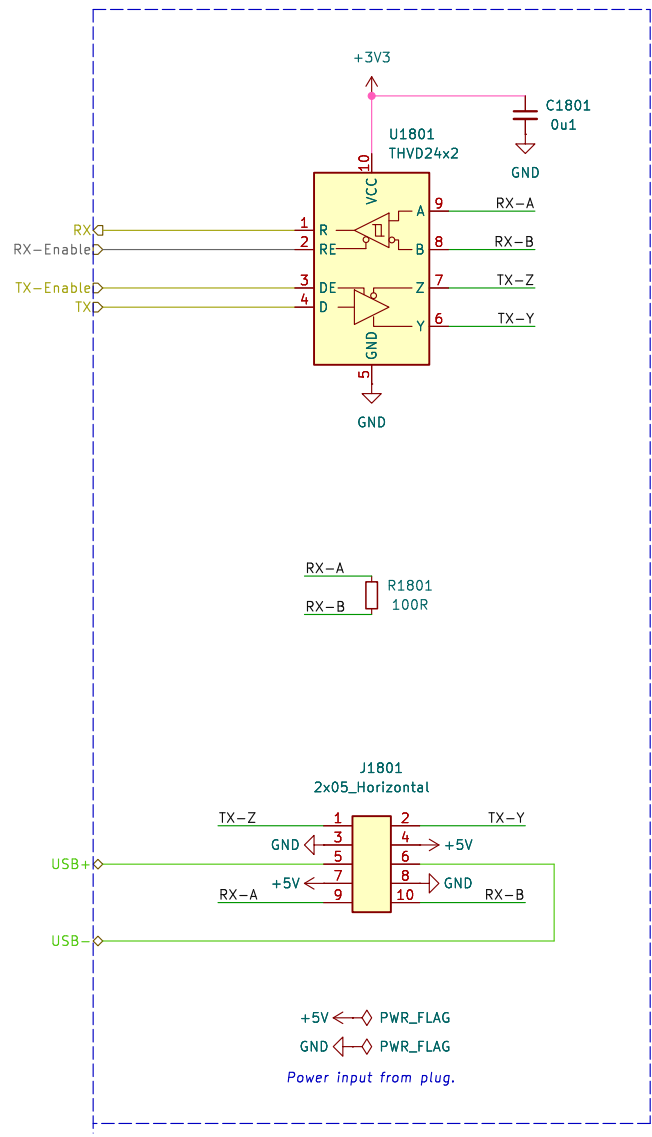 +3V3
C1801
0u1
GND
U1801
THVD24x2
10
VCC
RX 1 R A 9 RX-A
RX-Enable 2 RE B 8 RX-B
TX-Enable 3 DE Z 7 TX-Z
TX 4 D Y 6 TX-Y
GND
5
GND
RX-A
R1801
100R
RX-B
J1801
2x05_Horizontal
TX-Z 1 2 TX-Y
GND 3 4 +5V
USB+ 5 6
+5V 7 8 GND
RX-A 9 10 RX-B
USB-
+5V PWR_FLAG
GND PWR_FLAG
Power input from plug.